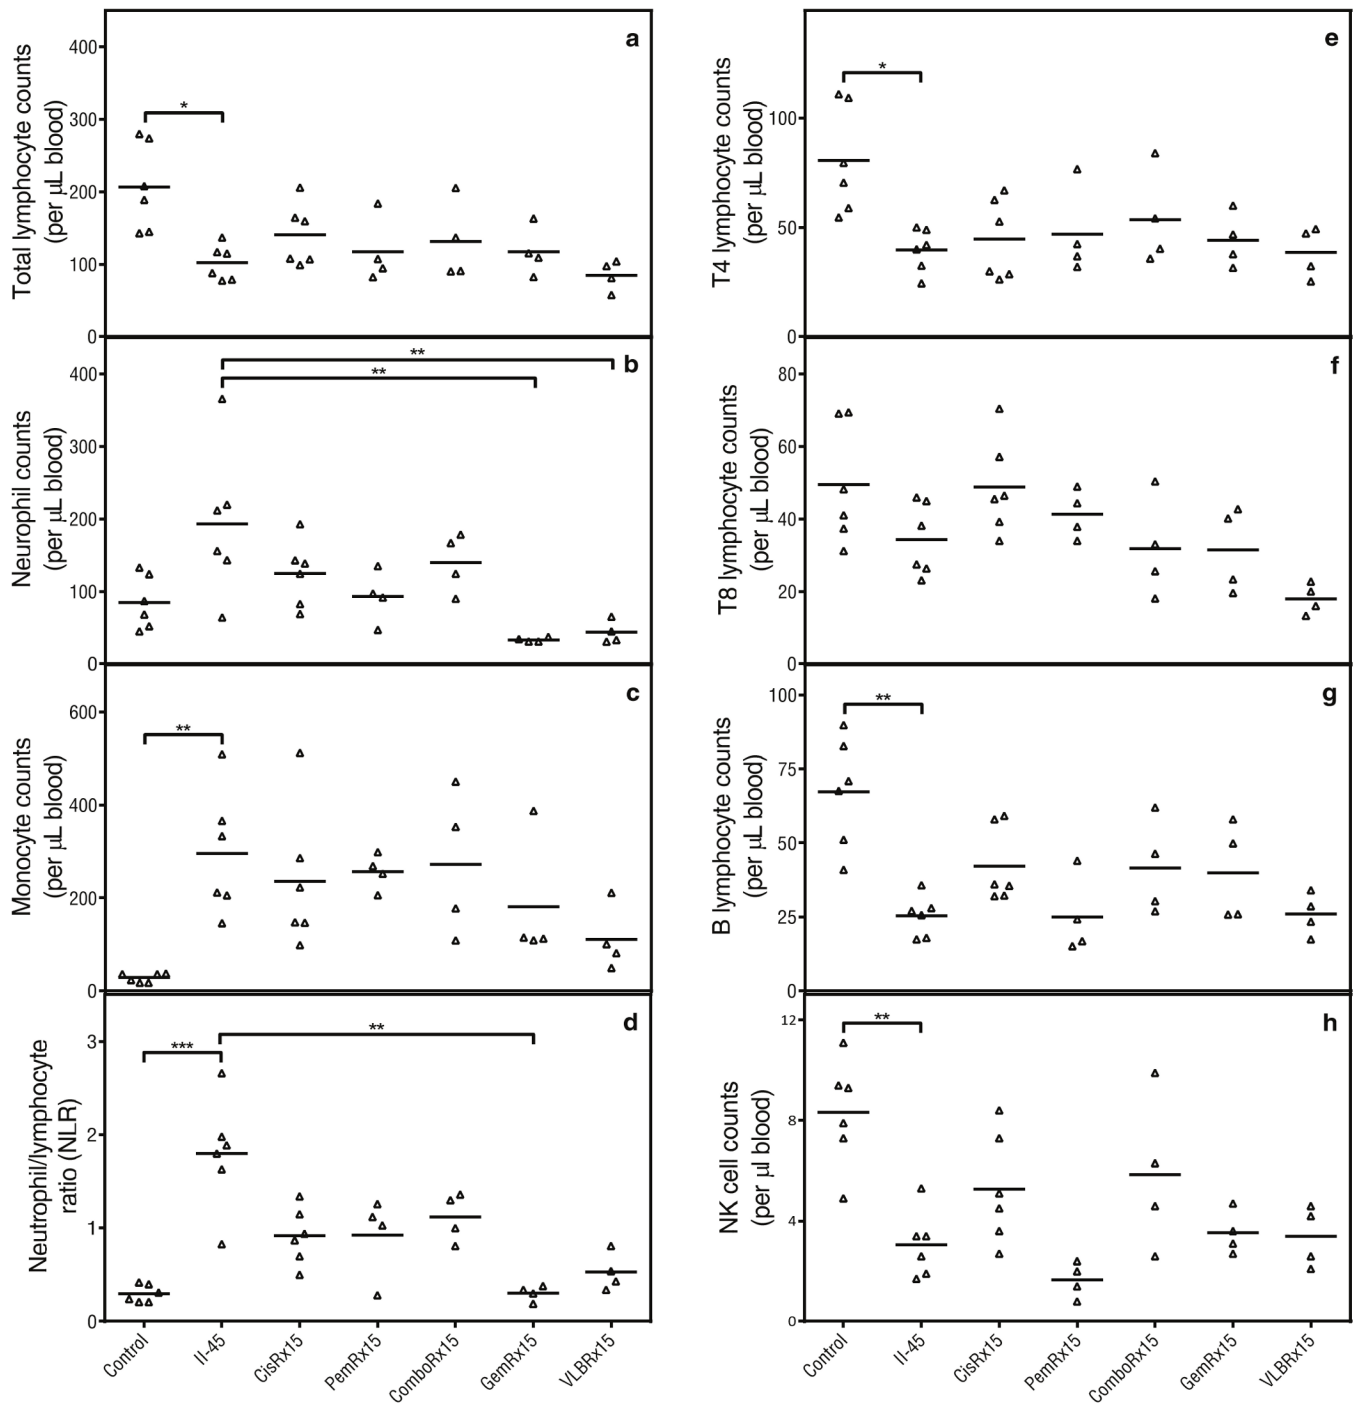 a
Total lymphocyte counts
(per μL blood)
400
300
200
100
0
*
b
Neurophil counts
(per μL blood)
400
300
200
100
0
**
**
c
Monocyte counts
(per μL blood)
600
400
200
0
**
d
Neutrophil/lymphocyte
ratio (NLR)
3
2
1
0
**
***
Control
II-45
CisRx15
PemRx15
ComboRx15
GemRx15
VLBRx15
e
T4 lymphocyte counts
(per μL blood)
100
50
0
*
f
T8 lymphocyte counts
(per μL blood)
80
60
40
20
0
g
B lymphocyte counts
(per μL blood)
100
75
50
25
0
**
h
NK cell counts
(per μl blood)
12
8
4
0
**
Control
II-45
CisRx15
PemRx15
ComboRx15
GemRx15
VLBRx15